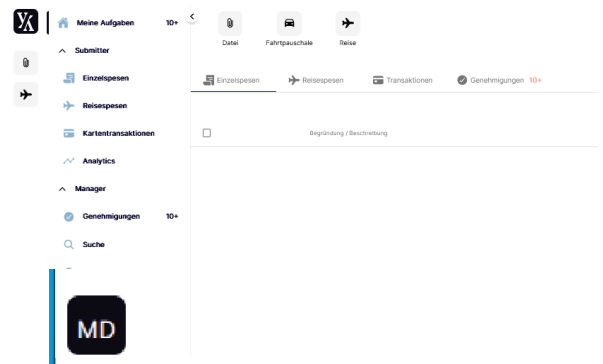 Meine Aufgaben 10+
Submitter
Einzelspesen
Reisespesen
Kartentransaktionen
Analytics
Manager
Genehmigungen 10+
Suche
MD
Datei Fahrtpauschale Reise
Einzelspesen Reisespesen Transaktionen Genehmigungen 10+
Begründung / Beschreibung